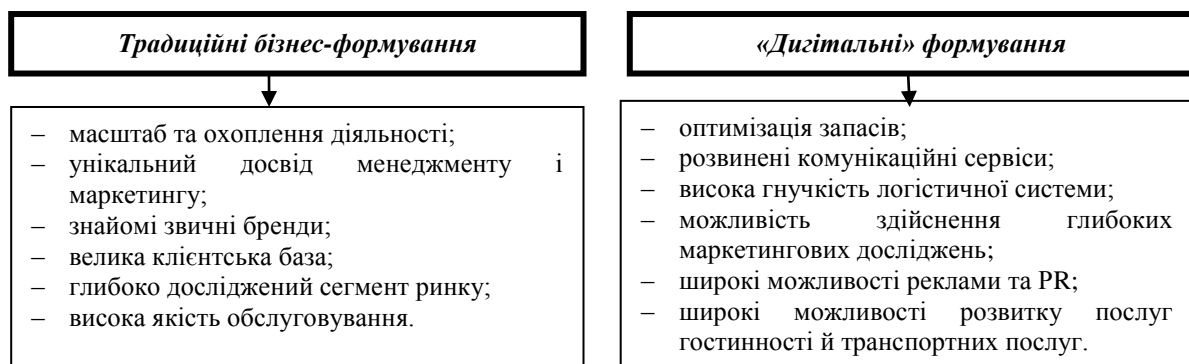 Традиційні бізнес-формування
– масштаб та охоплення діяльності;
– унікальний досвід менеджменту і
маркетингу;
– знайомі звичні бренди;
– велика клієнтська база;
– глибоко досліджений сегмент ринку;
– висока якість обслуговування.
«Дигітальні» формування
– оптимізація запасів;
– розвинені комунікаційні сервіси;
– висока гнучкість логістичної системи;
– можливість здійснення глибоких
маркетингових досліджень;
– широкі можливості реклами та PR;
– широкі можливості розвитку послуг
гостинності й транспортних послуг.